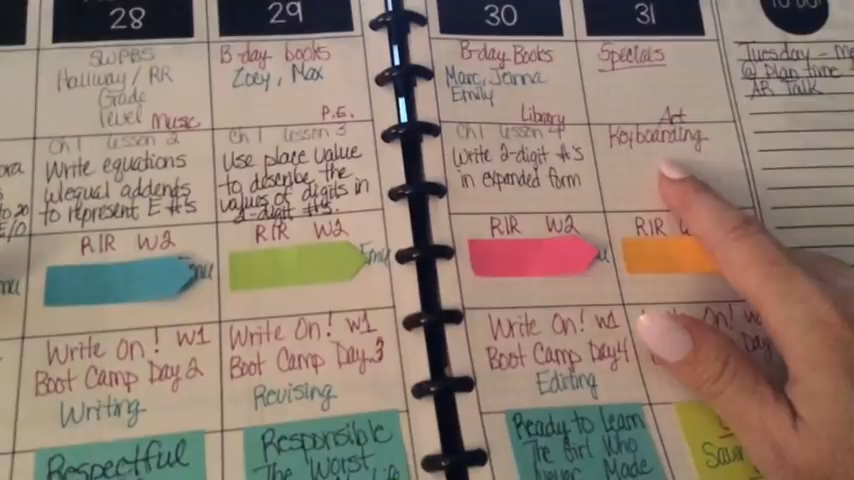 28
29
30
31
SWPBS
Hallway/RR
Grade
level
Music
B-day books
Zoey, Max
P.E.
B-day Books
Marc, Jenna
Emily
Library
Specials
Art
Tuesday -
@ Plan time
AR Talk
Ch 1 Lesson 2
Write equations
w/equal addends
to represent E #'s
Ch 1 Lesson 3
Use place value
to describe the
values of digits in
2-digit #'s.
Ch 1 Lesson 4
Write 2-digit #'s
in expanded form
Keyboarding
RIR W2
RIR W2
RIR W2
RIR
Write On! W1
Boot Camp Day 2
Writing
Write On! W1
Boot Camp Day 3
Revising
Write On! W1
Boot Camp Day 4
Editing
Respectful
Responsible
The Worst
Ready to Learn
The Girl Who
Never Made